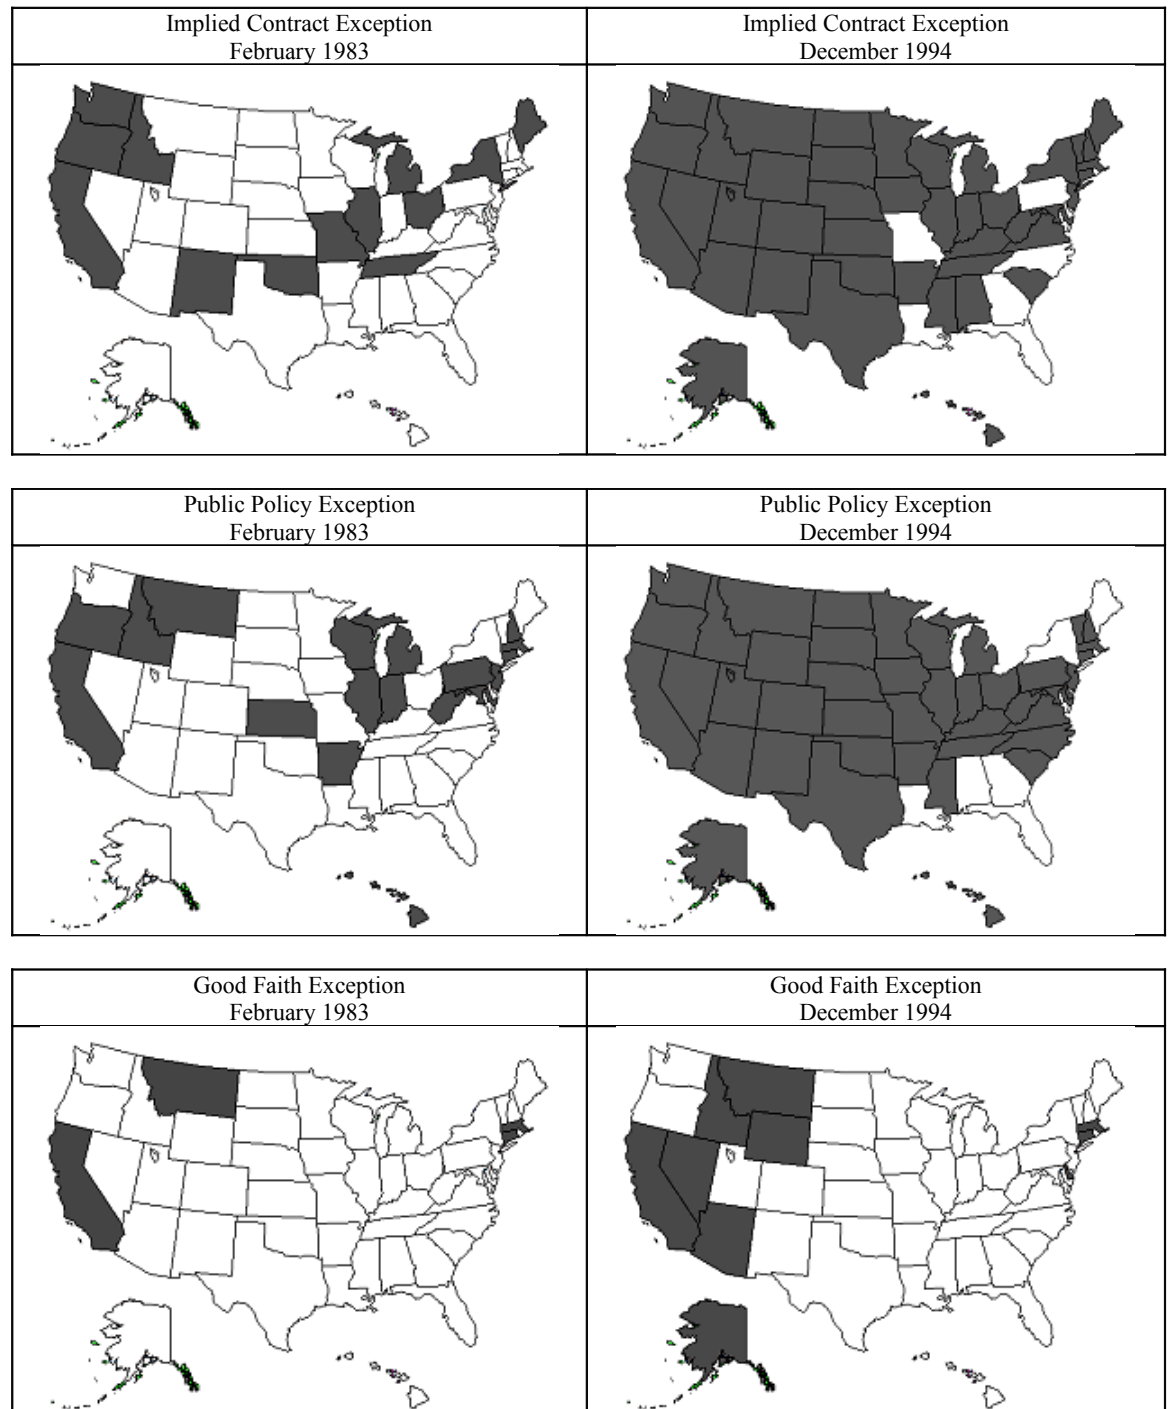 Implied Contract Exception
February 1983
Implied Contract Exception
December 1994
Public Policy Exception
February 1983
Public Policy Exception
December 1994
Good Faith Exception
February 1983
Good Faith Exception
December 1994